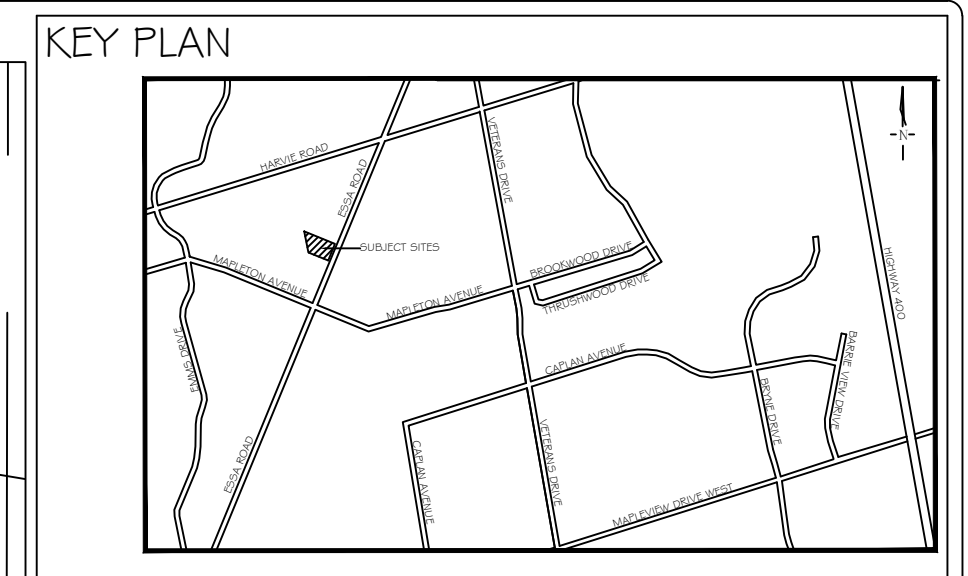 KEY PLAN
N
HARVIE ROAD
VETERANS DRIVE
ESSA ROAD
SUBJECT SITES
BROOKWOOD DRIVE
MAPLETON AVENUE
MAPLETON AVENUE
THRUSHWOOD DRIVE
HIGHWAY 400
EMMS DRIVE
CAPLAN AVENUE
BARRIE VIEW DRIVE
BRYNE DRIVE
ESSA ROAD
CAPLAN AVENUE
VETERANS DRIVE
MAPLEVIEW DRIVE WEST